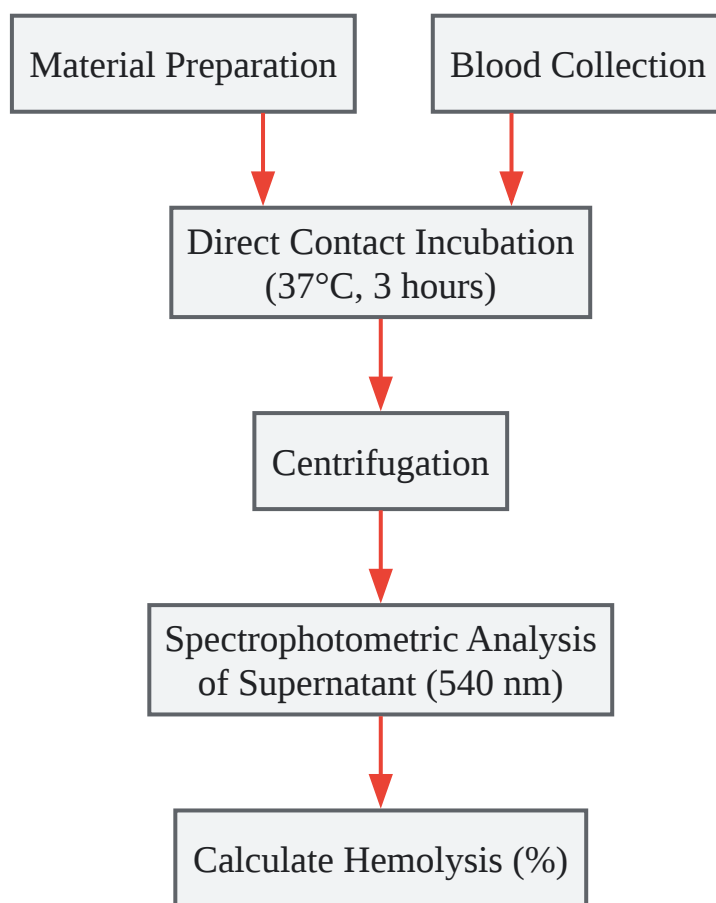 Material Preparation
Blood Collection
Direct Contact Incubation
(37°C, 3 hours)
Centrifugation
Spectrophotometric Analysis
of Supernatant (540 nm)
Calculate Hemolysis (%)